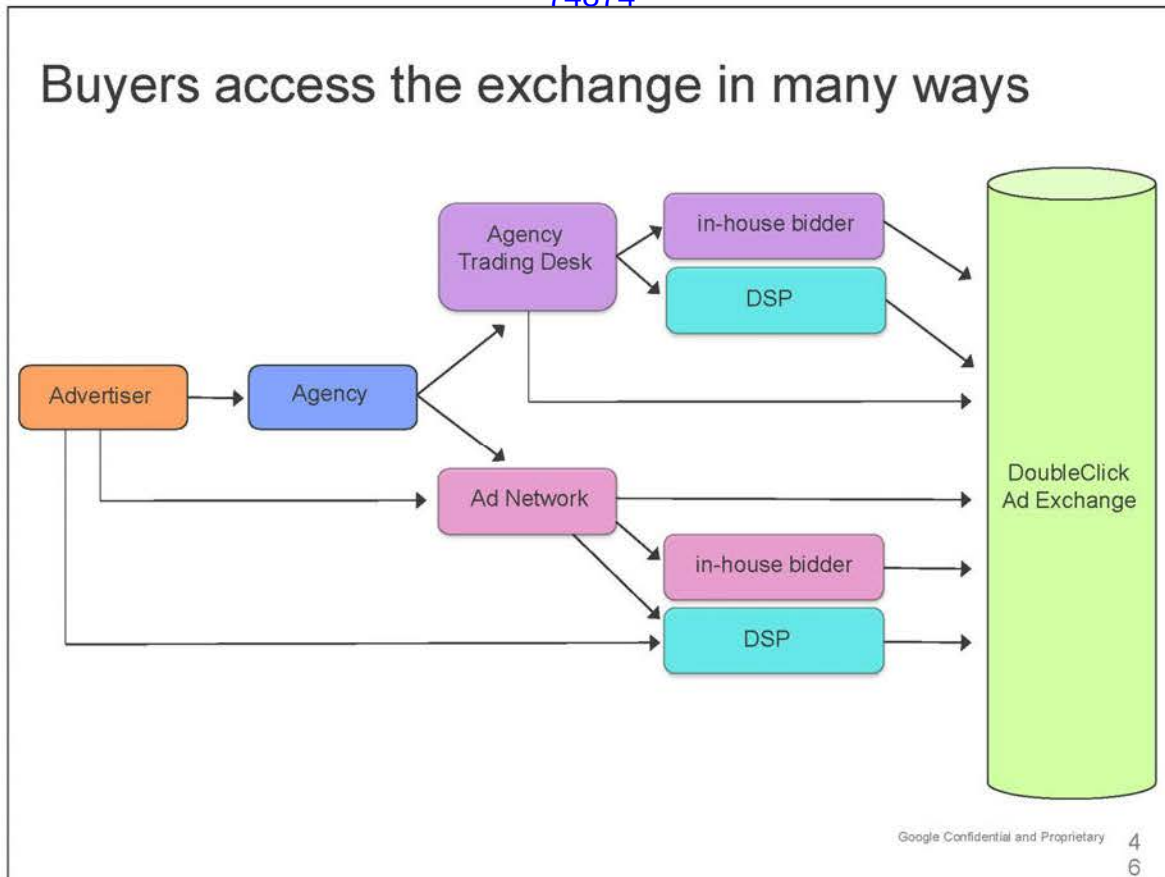 Buyers access the exchange in many ways
Agency
Trading Desk
in-house bidder
DSP
Advertiser
Agency
Ad Network
in-house bidder
DSP
DoubleClick
Ad Exchange
Google Confidential and Proprietary
4
6